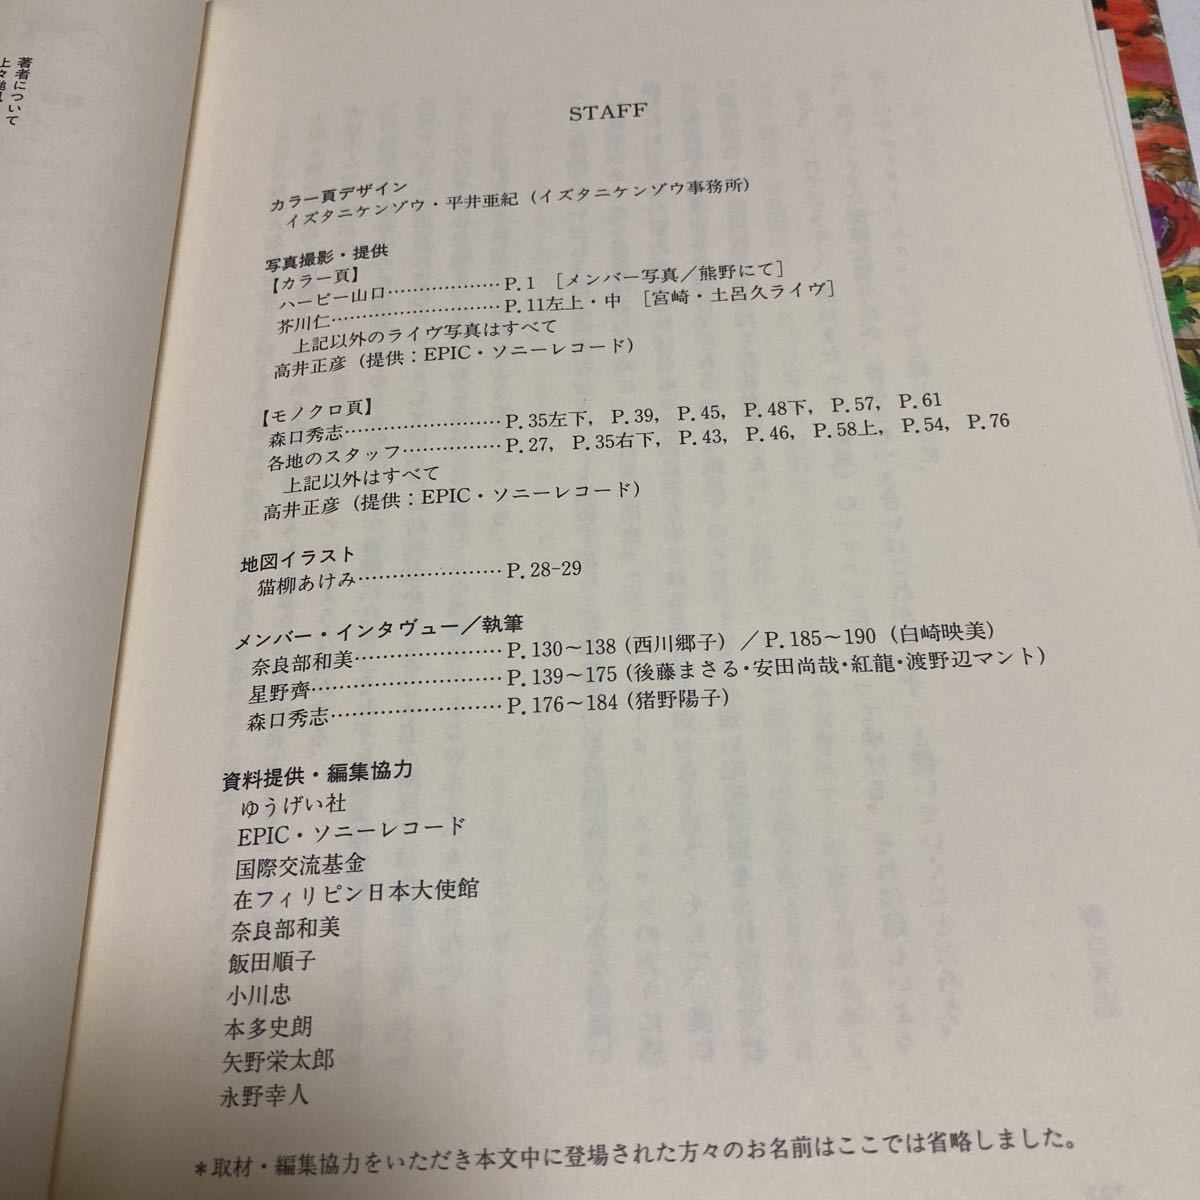 著者について
上々颱風
STAFF
カラー頁デザイン
イズタニケンゾウ・平井亜紀（イズタニケンゾウ事務所）
写真撮影・提供
【カラー頁】
ハービー山口………………P.1　[メンバー写真／熊野にて]
芥川仁……………………P.11左上・中　[宮崎・土呂久ライヴ]
上記以外のライヴ写真はすべて
高井正彦（提供：EPIC・ソニーレコード）
【モノクロ頁】
森口秀志…………………P.35左下, P.39, P.45, P.48下, P.57, P.61
各地のスタッフ……………P.27, P.35右下, P.43, P.46, P.58上, P.54, P.76
上記以外はすべて
高井正彦（提供：EPIC・ソニーレコード）
地図イラスト
猫柳あけみ…………………P.28-29
メンバー・インタヴュー／執筆
奈良部和美…………………P.130～138（西川郷子）／P.185～190（白崎映美）
星野齊………………………P.139～175（後藤まさる・安田尚哉・紅龍・渡野辺マント）
森口秀志……………………P.176～184（猪野陽子）
資料提供・編集協力
ゆうげい社
EPIC・ソニーレコード
国際交流基金
在フィリピン日本大使館
奈良部和美
飯田順子
小川忠
本多史朗
矢野栄太郎
永野幸人
＊取材・編集協力をいただき本文中に登場された方々のお名前はここでは省略しました。